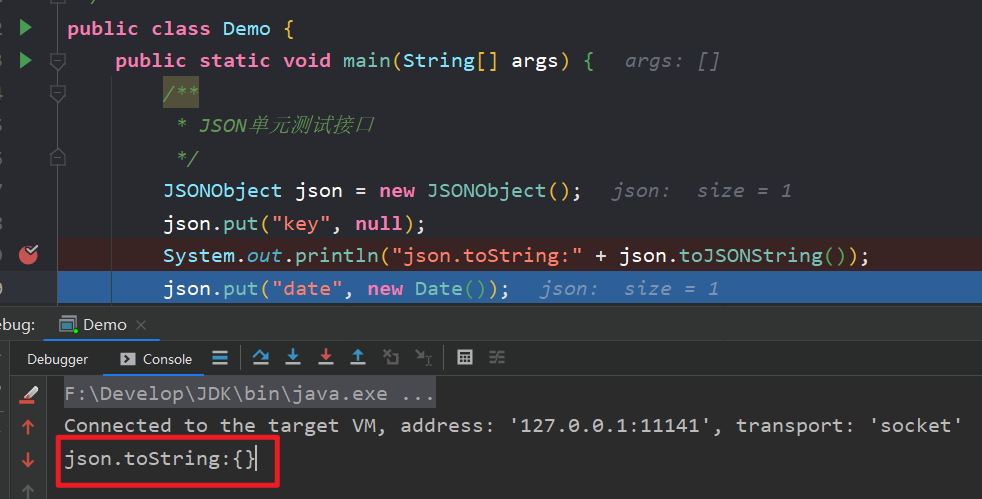 public class Demo {
public static void main(String[] args) {  args: []
/**
* JSON单元测试接口
*/
JSONObject json = new JSONObject();  json:  size = 1
json.put("key", null);
System.out.println("json.toString:" + json.toJSONString());
json.put("date", new Date());  json:  size = 1
ebug: Demo
Debugger Console
F:\Develop\JDK\bin\java.exe ...
Connected to the target VM, address: '127.0.0.1:11141', transport: 'socket'
json.toString:{}